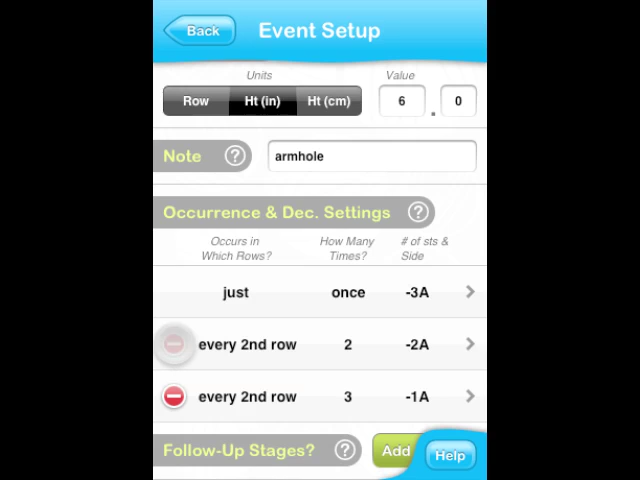 Back
Event Setup
Units
Value
Row
Ht (in)
Ht (cm)
6 . 0
Note ?
armhole
Occurrence & Dec. Settings ?
Occurs in
Which Rows?
How Many
Times?
# of sts &
Side
just once -3A
every 2nd row 2 -2A
every 2nd row 3 -1A
Follow-Up Stages? ?
Add
Help